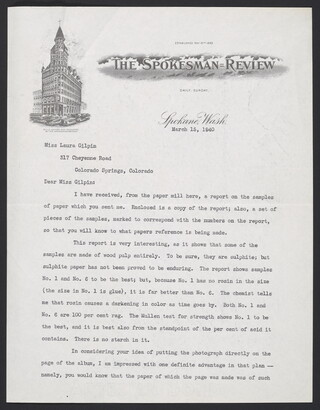 THE SPOKESMAN-REVIEW
Spokane, Wash.
March 15, 1940
Miss Laura Gilpin
317 Cheyenne Road
Colorado Springs, Colorado
Dear Miss Gilpin:
I have received, from the paper mill here, a report on the samples
of paper which you sent me. Enclosed is a copy of the report; also, a set of
pieces of the samples, marked to correspond with the numbers on the report,
so that you will know to what papers reference is being made.
This report is very interesting, as it shows that some of the
samples are made of wood pulp entirely. To be sure, they are sulphite; but
sulphite paper has not been proved to be enduring. The report shows samples
No. 1 and No. 6 to be the best; but, because No. 1 has no rosin in the size
(the size in No. 1 is glue), it is far better than No. 6. The chemist tells
me that rosin causes a darkening in color as time goes by. Both No. 1 and
No. 6 are 100 per cent rag. The Mullen test for strength shows No. 1 to be
the best, and it is best also from the standpoint of the per cent of acid it
contains. There is no starch in it.
In considering your idea of putting the photograph directly on the
page of the album, I am impressed with one definite advantage in that plan --
namely, you would know that the paper of which the page was made was of such